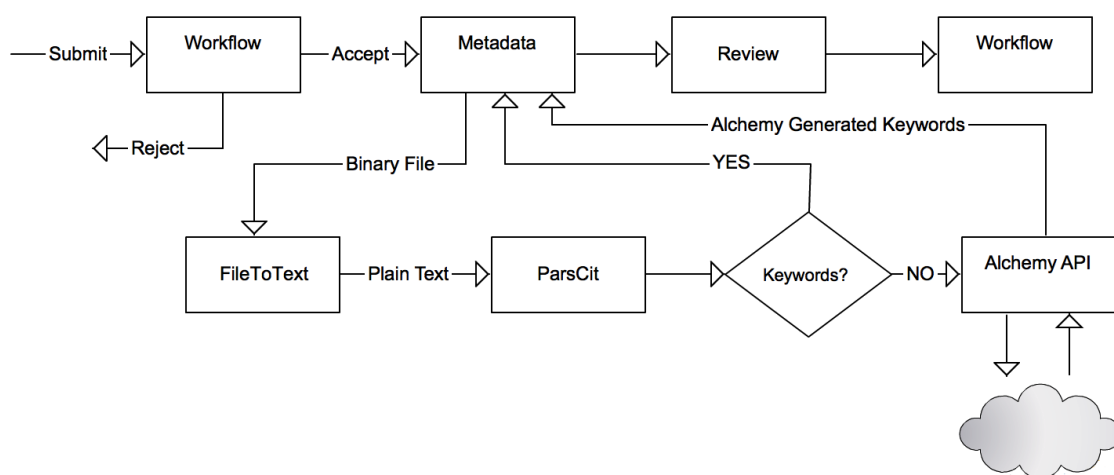 Submit
Workflow
Accept
Metadata
Review
Workflow
Reject
Alchemy Generated Keywords
Binary File
YES
FileToText
Plain Text
ParsCit
Keywords?
NO
Alchemy API